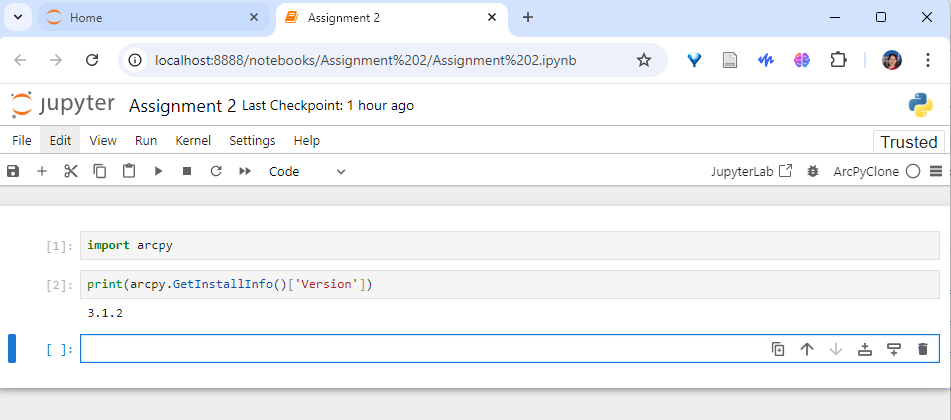 Home
Assignment 2
localhost:8888/notebooks/Assignment%202/Assignment%202.ipynb
jupyter Assignment 2 Last Checkpoint: 1 hour ago
File Edit View Run Kernel Settings Help Trusted
Code JupyterLab ArcPyClone
[1]: import arcpy
[2]: print(arcpy.GetInstallInfo()['Version'])
3.1.2
[ ]: